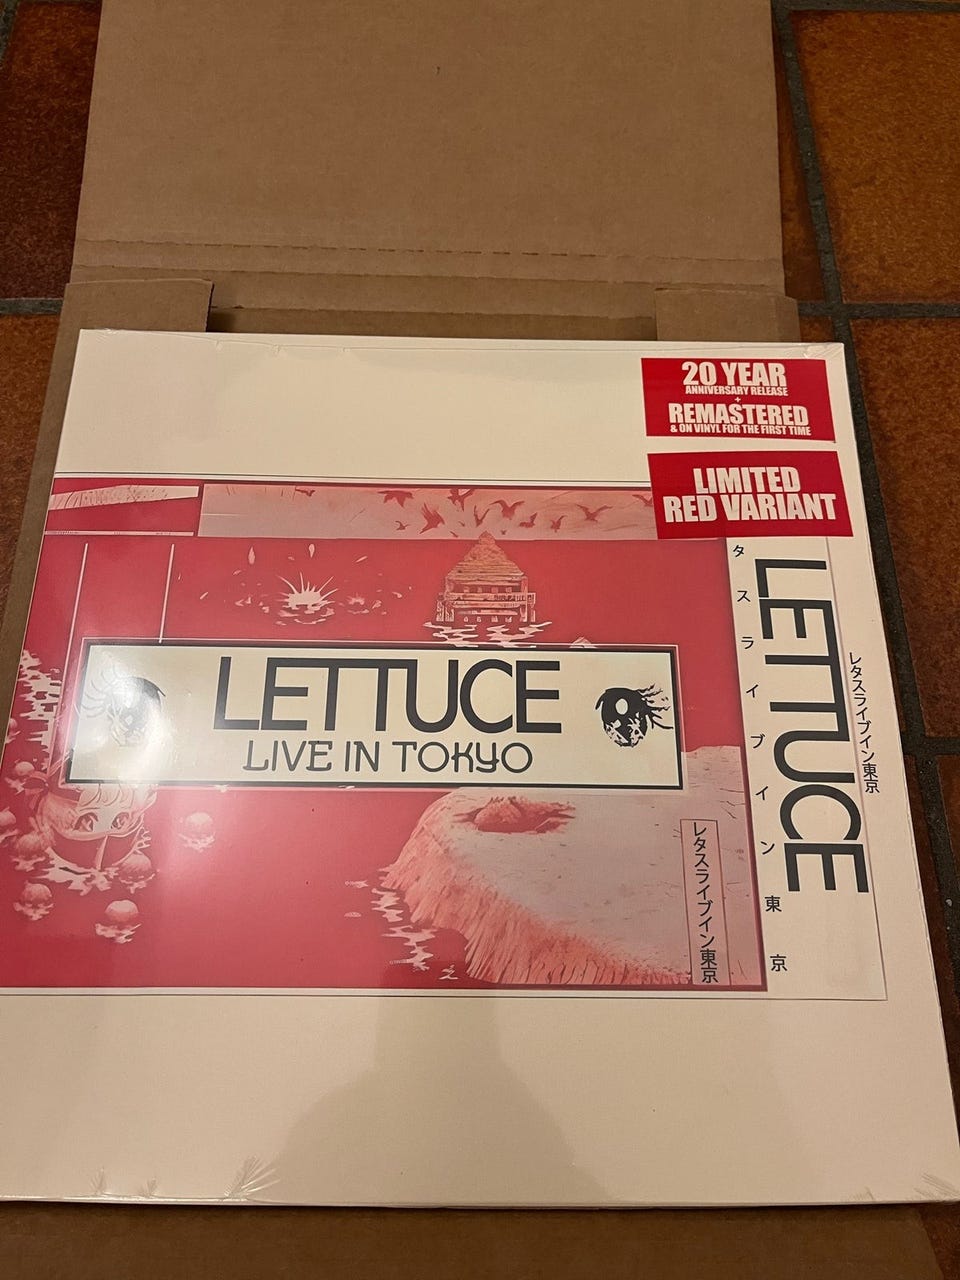 20 YEAR
ANNIVERSARY RELEASE
+
REMASTERED
& ON VINYL FOR THE FIRST TIME
LIMITED
RED VARIANT
LETTUCE
LIVE IN TOKYO
レタスライブイン東京
タスライブイン東京
LETTUCE
レタスライブイン東京